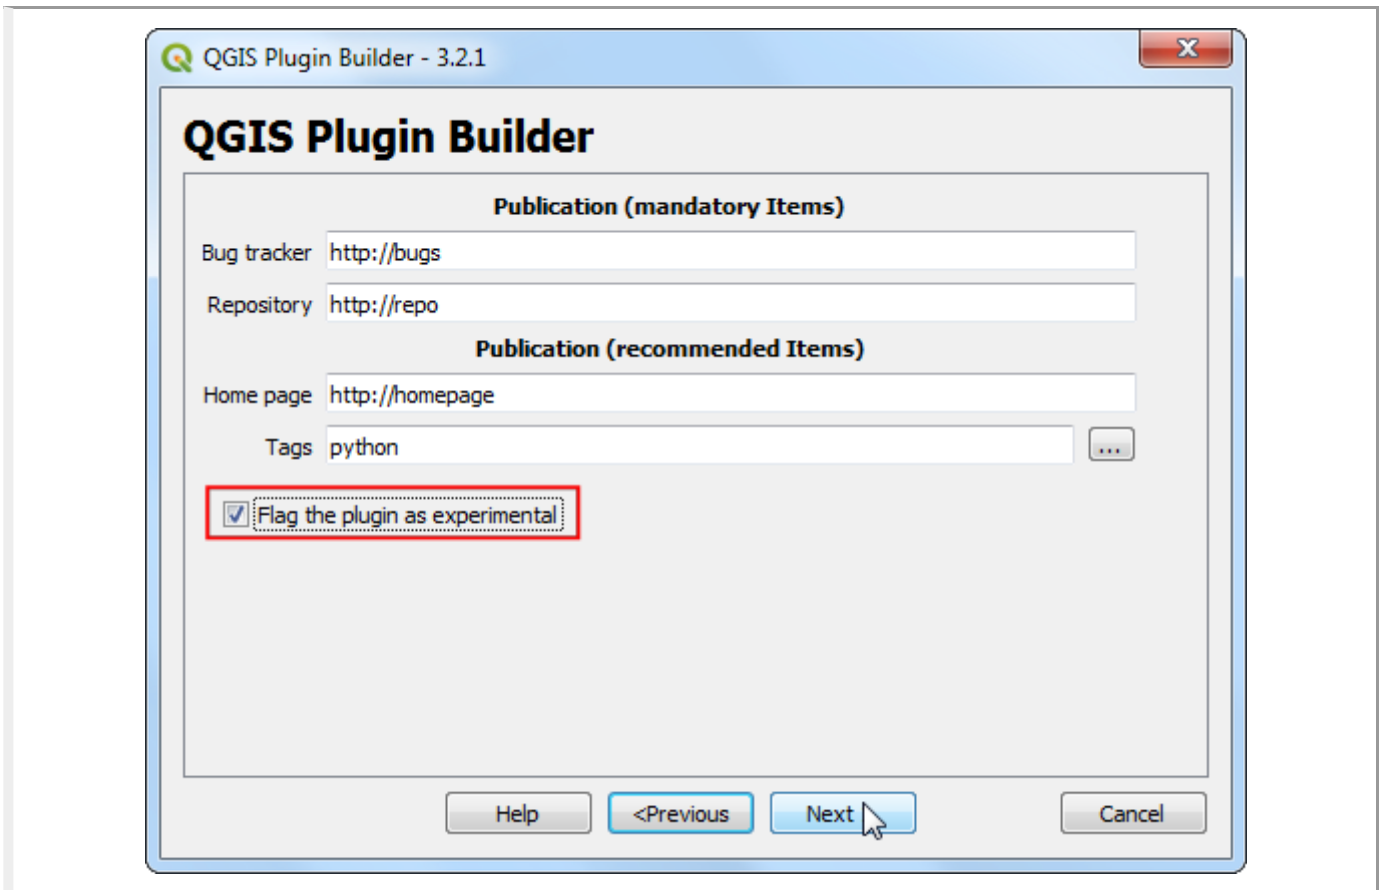 QGIS Plugin Builder - 3.2.1
QGIS Plugin Builder
Publication (mandatory Items)
Bug tracker http://bugs
Repository http://repo
Publication (recommended Items)
Home page http://homepage
Tags python ...
Flag the plugin as experimental
Help <Previous Next Cancel